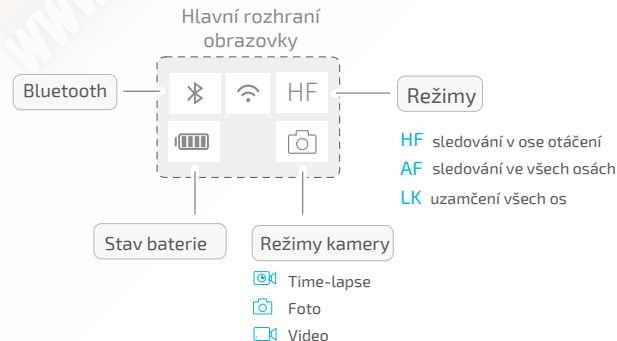 Hlavní rozhraní
obrazovky
Bluetooth
HF
Režimy
HF sledování v ose otáčení
AF sledování ve všech osách
LK uzamčení všech os
Stav baterie
Režimy kamery
Time-lapse
Foto
Video